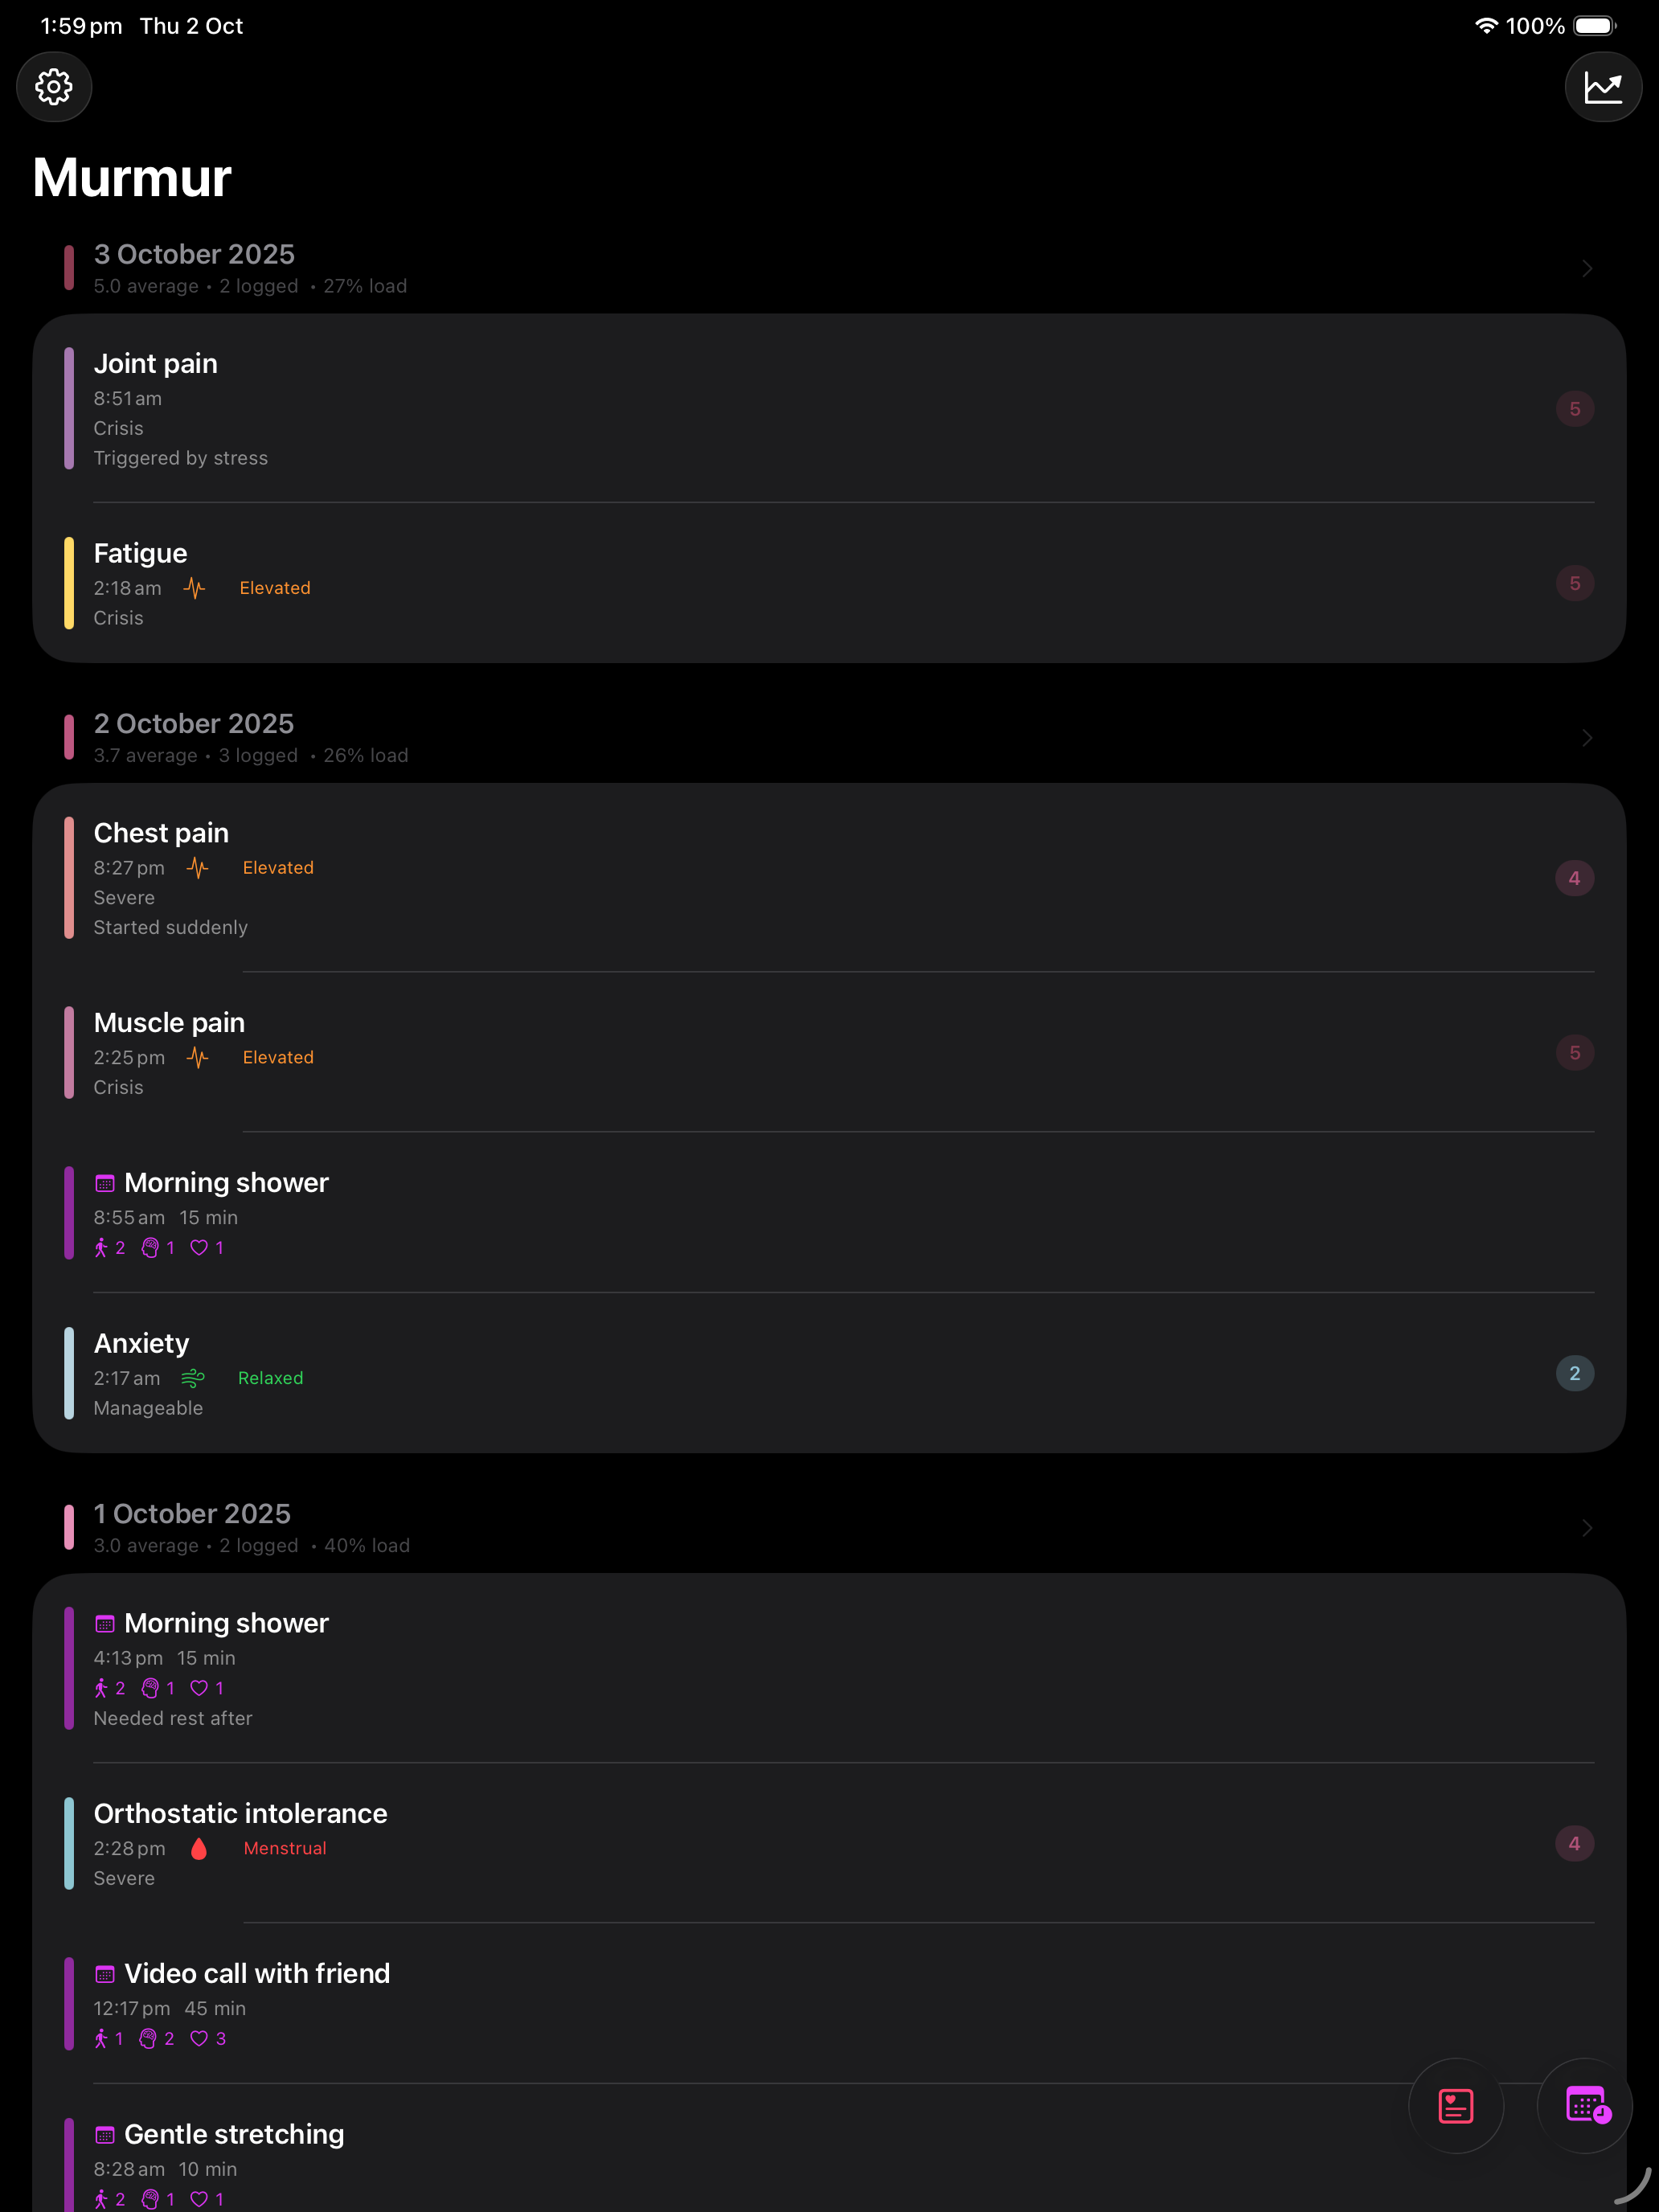 1:59 pm Thu 2 Oct 100%
Murmur
3 October 2025
5.0 average • 2 logged • 27% load
Joint pain
8:51 am
5
Crisis
Triggered by stress
Fatigue
2:18 am Elevated
5
Crisis
2 October 2025
3.7 average • 3 logged • 26% load
Chest pain
8:27 pm Elevated
4
Severe
Started suddenly
Muscle pain
2:25 pm Elevated
5
Crisis
Morning shower
8:55 am 15 min
2 1 1
Anxiety
2:17 am Relaxed
2
Manageable
1 October 2025
3.0 average • 2 logged • 40% load
Morning shower
4:13 pm 15 min
2 1 1
Needed rest after
Orthostatic intolerance
2:28 pm Menstrual
4
Severe
Video call with friend
12:17 pm 45 min
1 2 3
Gentle stretching
8:28 am 10 min
2 1 1